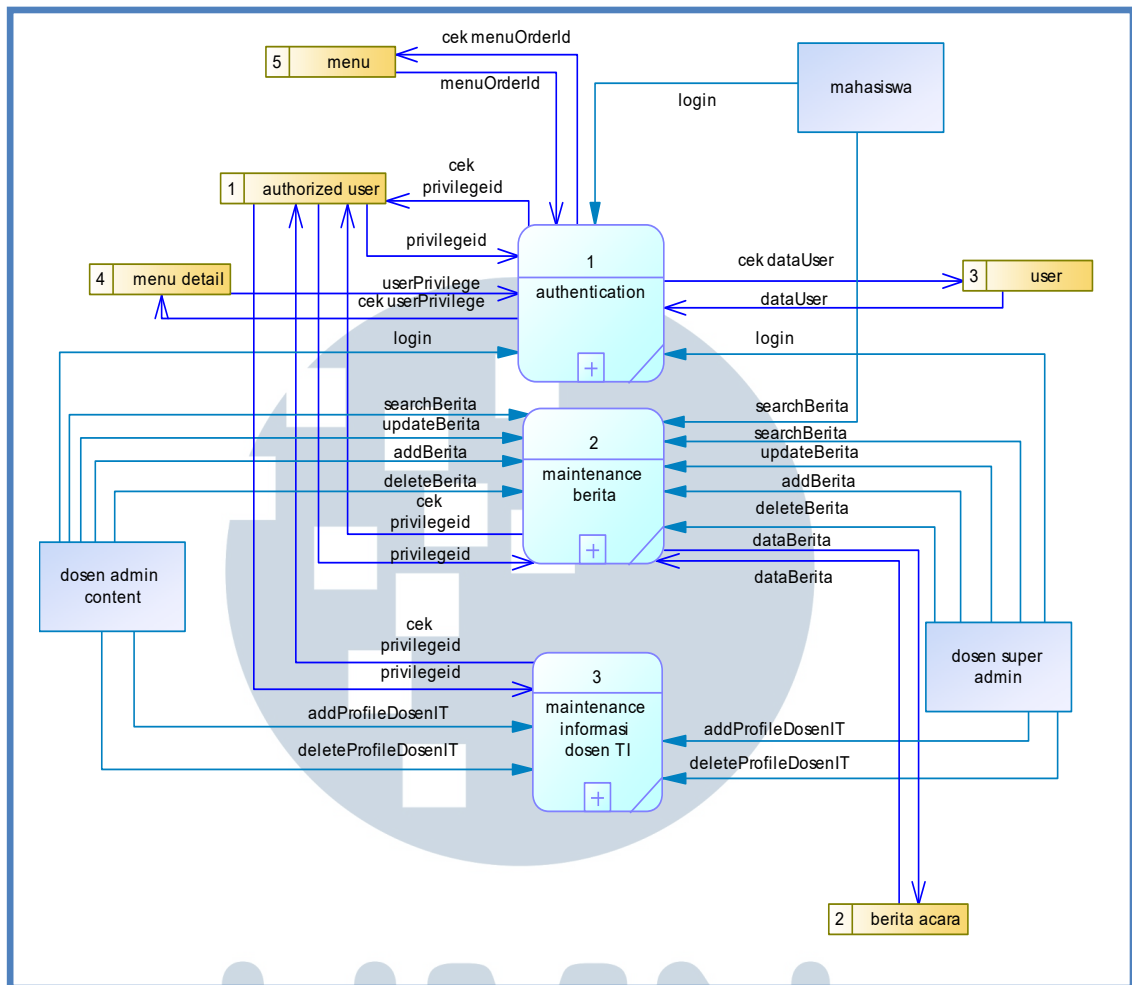 cek menuOrderId
5 menu
menuOrderId
mahasiswa
login
cek
privilegeid
1 authorized user
privilegeid
1
authentication
cek dataUser
3 user
dataUser
4 menu detail
userPrivilege
cek userPrivilege
login
login
searchBerita
updateBerita
addBerita
deleteBerita
cek
privilegeid
privilegeid
2
maintenance
berita
searchBerita
searchBerita
updateBerita
addBerita
deleteBerita
dataBerita
dataBerita
dosen admin
content
dosen super
admin
cek
privilegeid
privilegeid
addProfileDosenIT
deleteProfileDosenIT
3
maintenance
informasi
dosen TI
addProfileDosenIT
deleteProfileDosenIT
2 berita acara